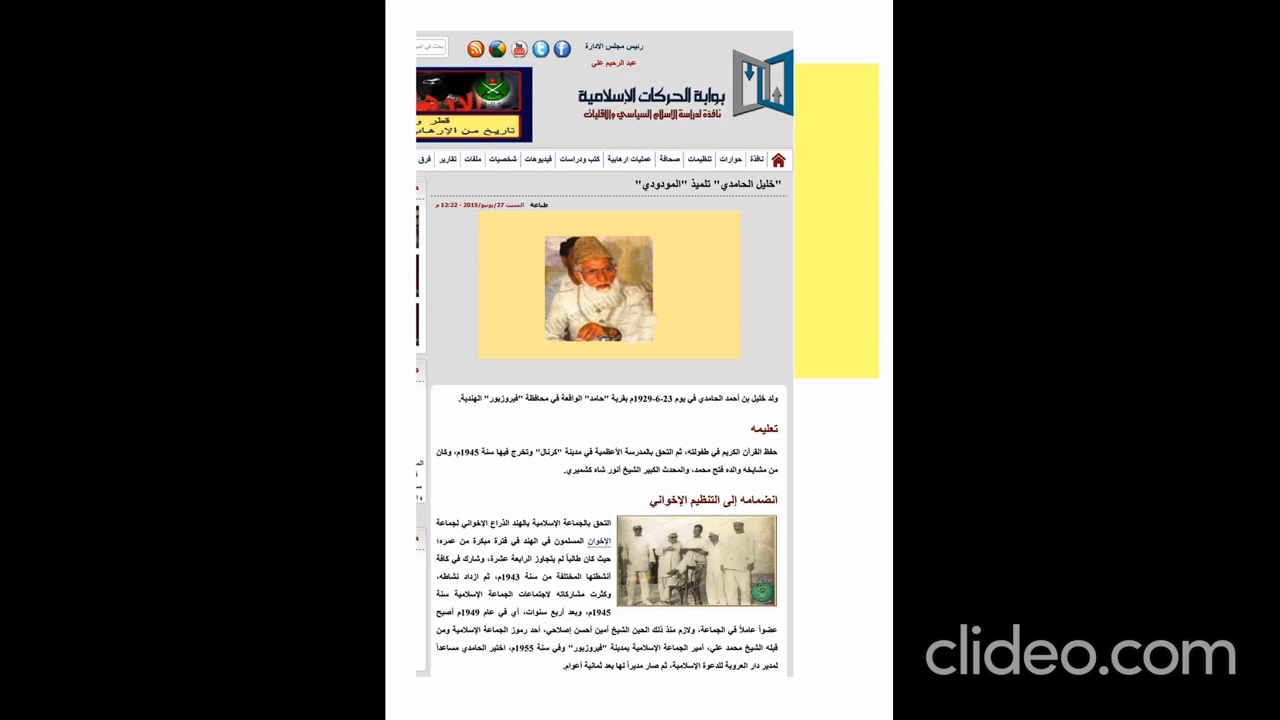 رئيس مجلس الادارة
عبد الرحيم علي
بوابة الحركات الإسلامية
نافذة لدراسة الإسلام السياسي والأقليات
قطر و
تاريخ من الإرهاب
نافذة | حوارات | تنظيمات | صحافة | عمليات ارهابية | كتب ودراسات | فيديوهات | شخصيات | ملفات | تقارير | فرق
"خليل الحامدي" تلميذ "المودودي"
طباعة السبت 27/يونيو/2015 - 12:22 م
ولد خليل بن أحمد الحامدي في يوم 23-6-1929م بقرية "حامد" الواقعة في محافظة "فيروزبور" الهندية.
تعليمه
حفظ القرآن الكريم في طفولته، ثم التحق بالمدرسة الأعظمية في مدينة "كرنال" وتخرج فيها سنة 1945م، وكان
من مشايخه والده فتح محمد، والمحدث الكبير الشيخ أنور شاه كشميري.
انضمامه إلى التنظيم الإخواني
التحق بالجماعة الإسلامية بالهند الذراع الإخواني لجماعة
الإخوان المسلمون في الهند في فترة مبكرة من عمره؛
حيث كان طالباً لم يتجاوز الرابعة عشرة، وشارك في كافة
أنشطتها المختلفة من سنة 1943م، ثم ازداد نشاطه،
وكثرت مشاركاته لاجتماعات الجماعة الإسلامية سنة
1945م، وبعد أربع سنوات، أي في عام 1949م أصبح
عضواً عاملاً في الجماعة، ولازم منذ ذلك الحين الشيخ أمين أحسن إصلاحي، أحد رموز الجماعة الإسلامية ومن
قبله الشيخ محمد علي، أمير الجماعة الإسلامية بمدينة "فيروزبور" وفي سنة 1955م، اختير الحامدي مساعداً
لمدير دار العروبة للدعوة الإسلامية، ثم صار مديراً لها بعد ثمانية أعوام.
clideo.com